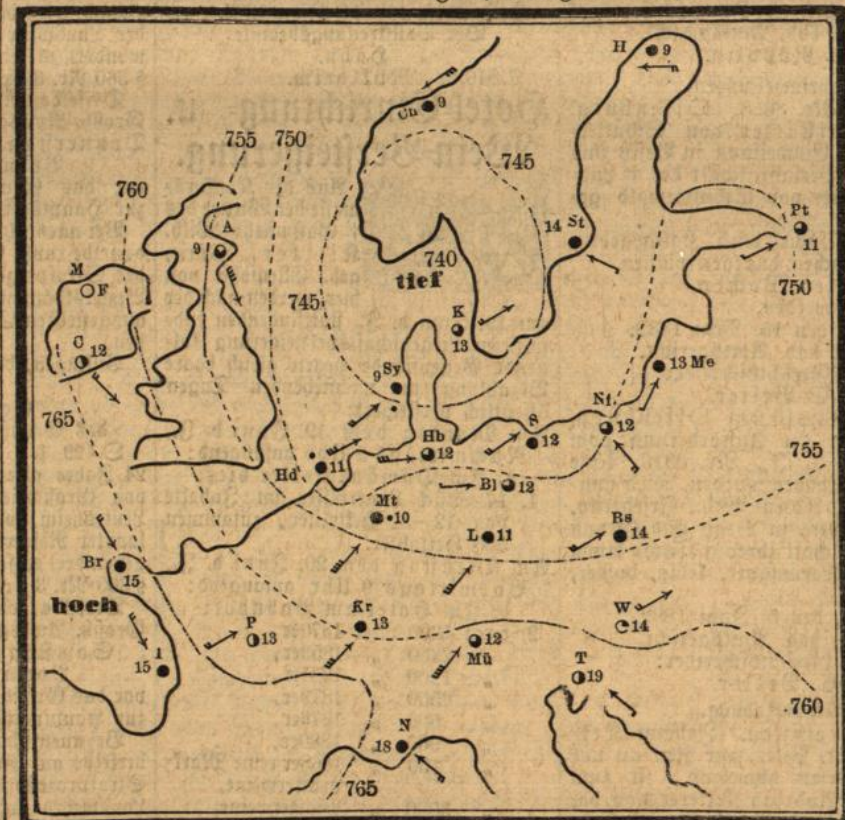 H 9
Ch 9
755 750
745
760
A
9
St
14
Pt
11
740
tief
750
M
F
745
K
13
C 12
13 Me
9 Sy
765
Nf.
12
S
12
Hb
12
755
11
Hd
Bl 12
Mt
10
L 11
Rs
14
Br
15
hoch
Kr
13
P
13
W
14
12
Mü
I
15
T
19
760
N
18
765